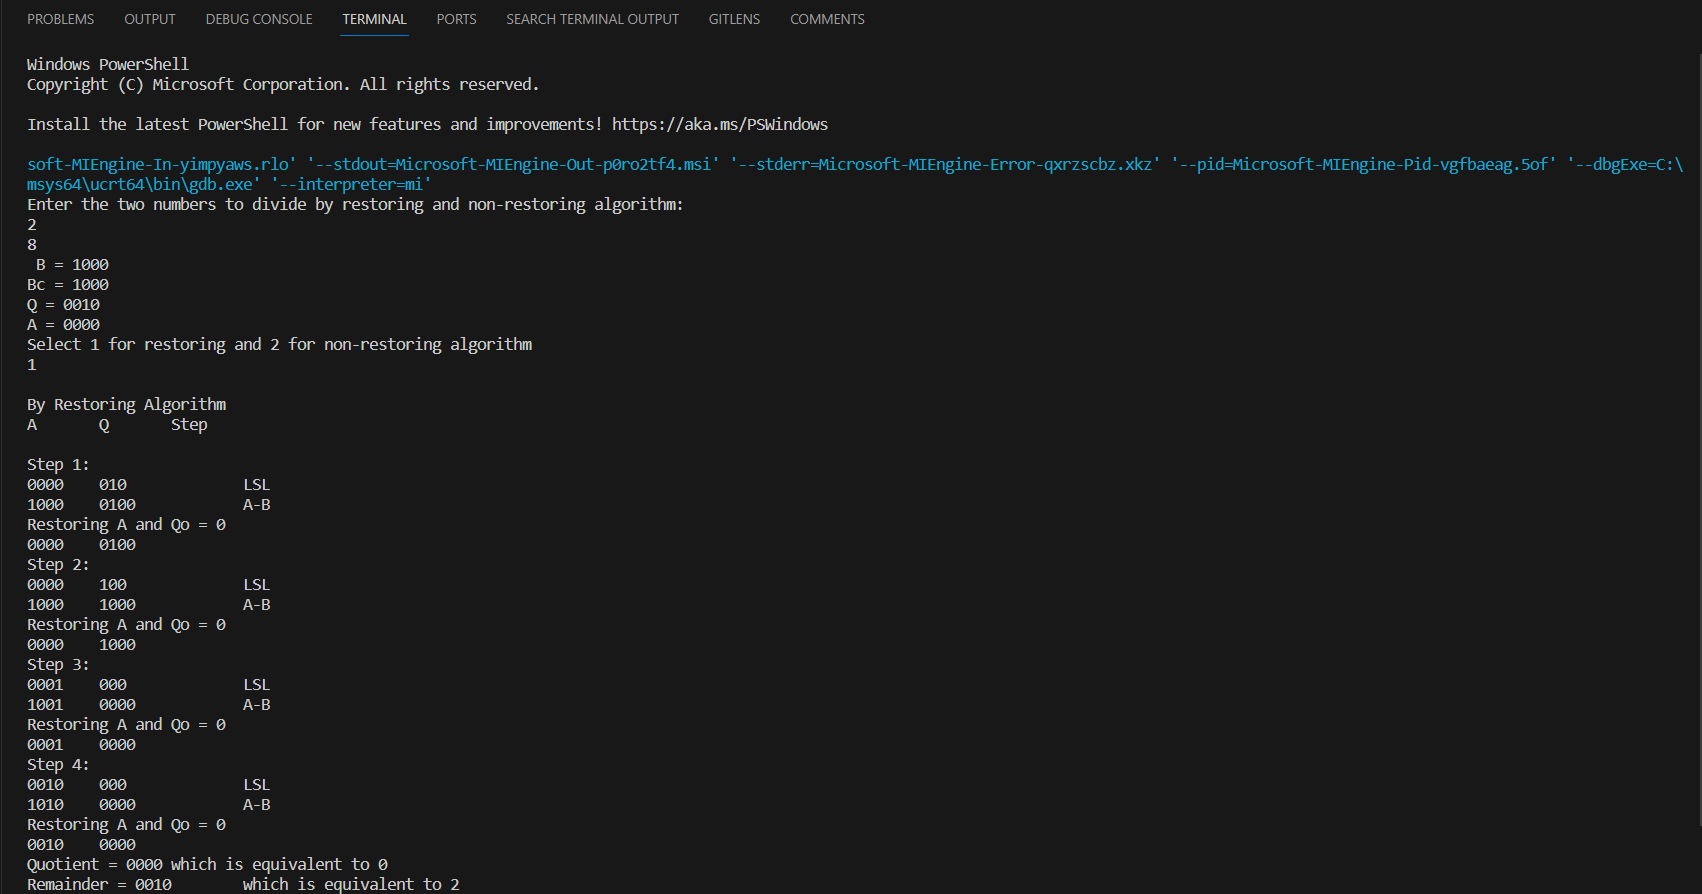 PROBLEMS OUTPUT DEBUG CONSOLE TERMINAL PORTS SEARCH TERMINAL OUTPUT GITLENS COMMENTS
Windows PowerShell
Copyright (C) Microsoft Corporation. All rights reserved.
Install the latest PowerShell for new features and improvements! https://aka.ms/PSWindows
soft-MIEngine-In-yimpyaws.rlo' '--stdout=Microsoft-MIEngine-Out-p0ro2tf4.msi' '--stderr=Microsoft-MIEngine-Error-qxrzscbz.xkz' '--pid=Microsoft-MIEngine-Pid-vgfbaeag.5of' '--dbgExe=C:\
msys64\ucrt64\bin\gdb.exe' '--interpreter=mi'
Enter the two numbers to divide by restoring and non-restoring algorithm:
2
8
B = 1000
Bc = 1000
Q = 0010
A = 0000
Select 1 for restoring and 2 for non-restoring algorithm
1
By Restoring Algorithm
A Q Step
Step 1:
0000 010 LSL
1000 0100 A-B
Restoring A and Qo = 0
0000 0100
Step 2:
0000 100 LSL
1000 1000 A-B
Restoring A and Qo = 0
0000 1000
Step 3:
0001 000 LSL
1001 0000 A-B
Restoring A and Qo = 0
0001 0000
Step 4:
0010 000 LSL
1010 0000 A-B
Restoring A and Qo = 0
0010 0000
Quotient = 0000 which is equivalent to 0
Remainder = 0010 which is equivalent to 2